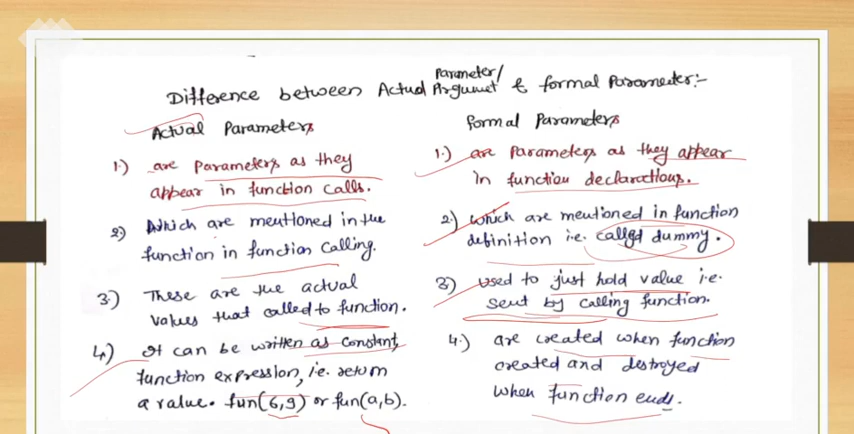 Difference between Actual Parameter/Argument & formal Parameter:-
Actual Parameters
1.) are Parameters as they
appear in function calls.
2) Which are mentioned in the
function in function calling.
3.) These are the actual
values that called to function.
4) It can be written as constant,
function expression, i.e. return
a value. fun(6,9) or fun(a,b).
formal Parameters
1.) are Parameters as they appear
in function declarations.
2.) which are mentioned in function
definition i.e. called dummy.
3) used to just hold value i.e.
sent by calling function.
4.) are created when function
created and destroyed
when function ends.